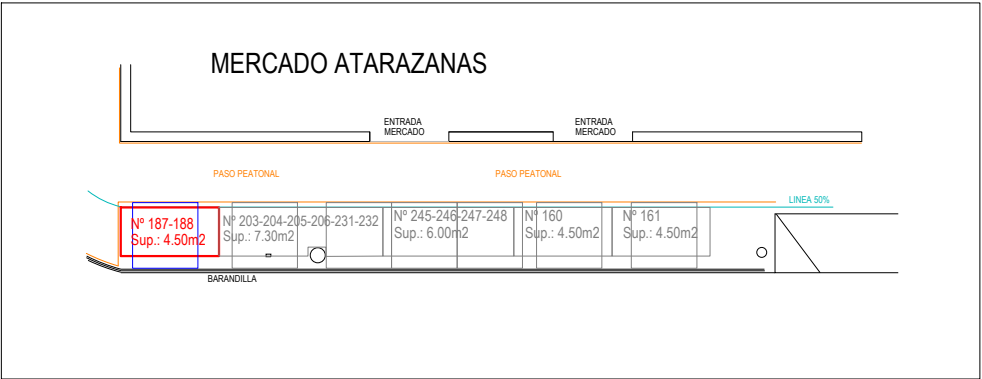 MERCADO ATARAZANAS
ENTRADA
MERCADO
ENTRADA
MERCADO
PASO PEATONAL
PASO PEATONAL
LINEA 50%
Nº 187-188
Sup.: 4.50m2
Nº 203-204-205-206-231-232
Sup.: 7.30m2
Nº 245-246-247-248
Sup.: 6.00m2
Nº 160
Sup.: 4.50m2
Nº 161
Sup.: 4.50m2
BARANDILLA